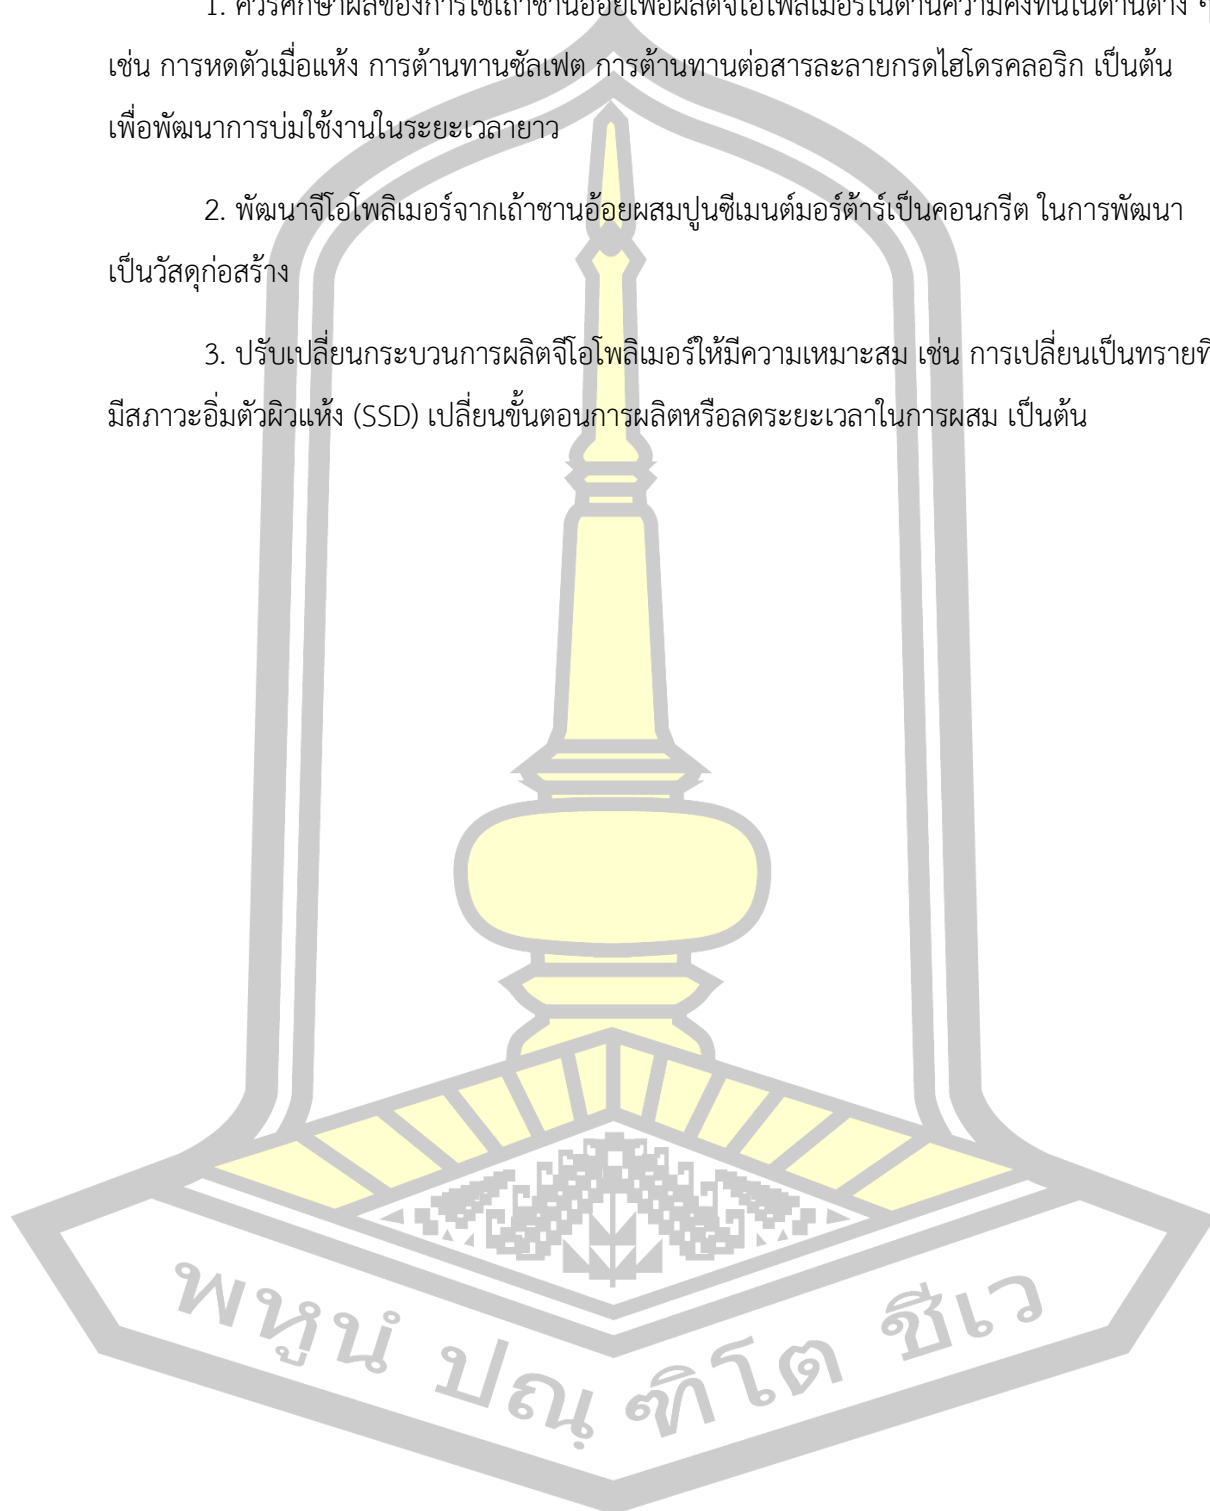 1. ควรศึกษาผลของการใช้เถ้าชานอ้อยเพื่อผลิตจีโอโพลิเมอร์ในด้านความคงทนในด้านต่าง ๆ
เช่น การหดตัวเมื่อแห้ง การต้านทานซัลเฟต การต้านทานต่อสารละลายกรดไฮโดรคลอริก เป็นต้น
เพื่อพัฒนาการบ่มใช้งานในระยะเวลายาว
2. พัฒนาจีโอโพลิเมอร์จากเถ้าชานอ้อยผสมปูนซีเมนต์มอร์ต้าร์เป็นคอนกรีต ในการพัฒนา
เป็นวัสดุก่อสร้าง
3. ปรับเปลี่ยนกระบวนการผลิตจีโอโพลิเมอร์ให้มีความเหมาะสม เช่น การเปลี่ยนเป็นทรายที่
มีสภาวะอิ่มตัวผิวแห้ง (SSD) เปลี่ยนขั้นตอนการผลิตหรือลดระยะเวลาในการผสม เป็นต้น
พหูนํ ปณฺ ฑิโต ชีเว